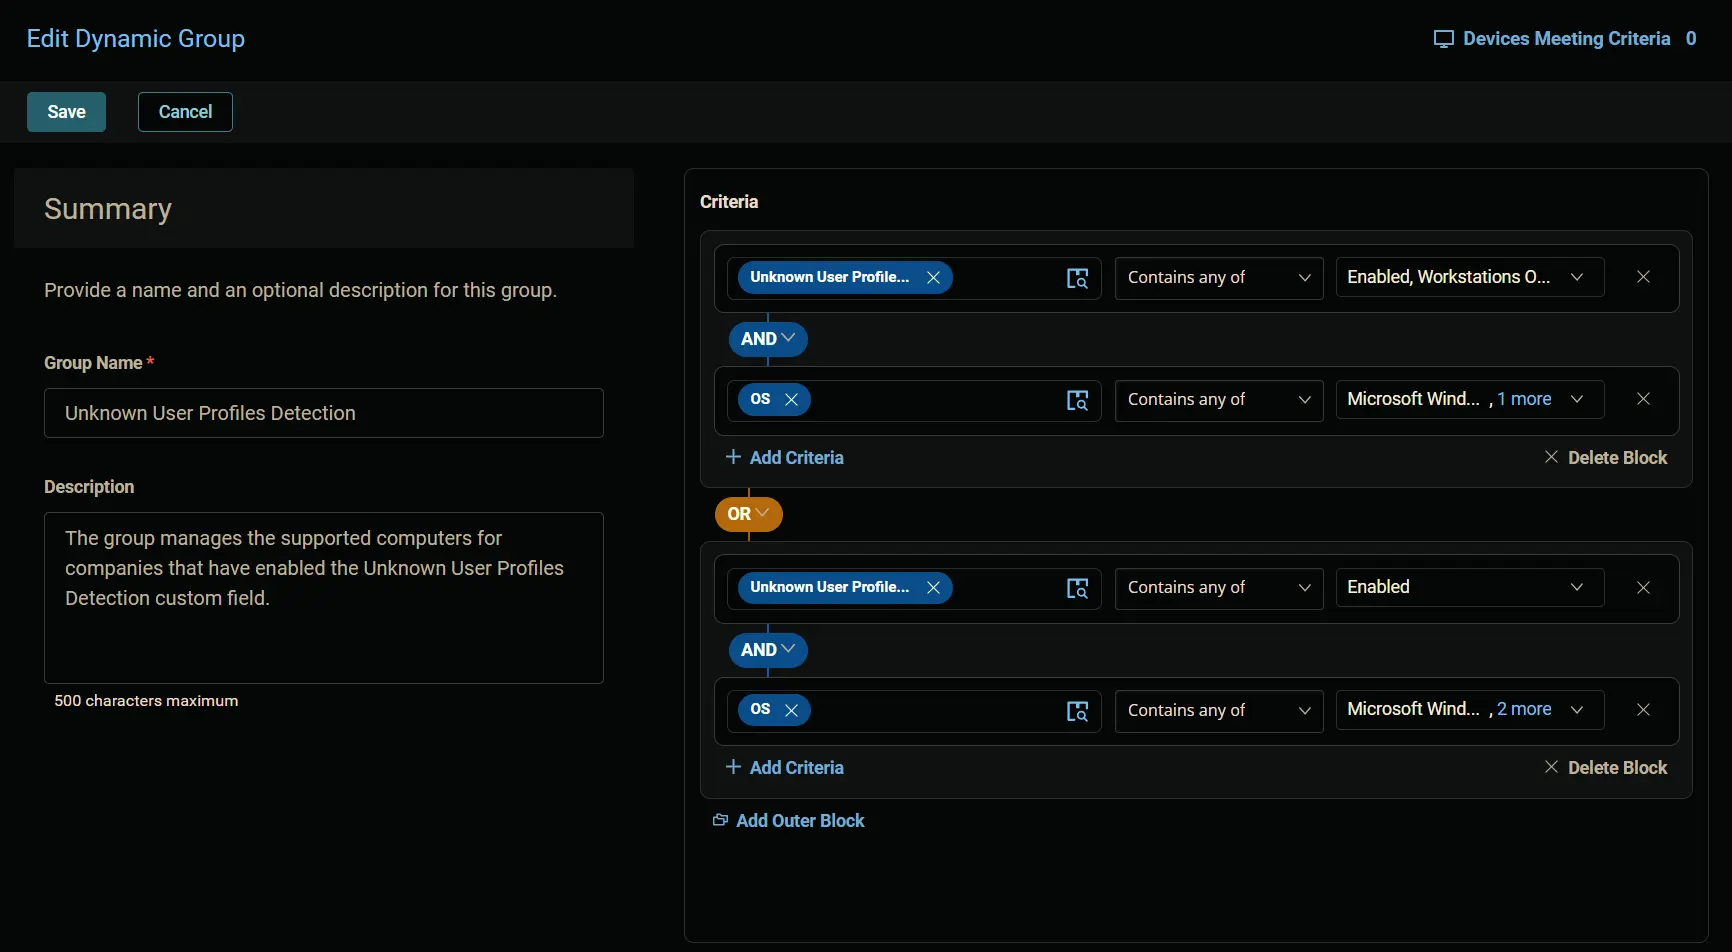 Edit Dynamic Group
Devices Meeting Criteria 0
Save
Cancel
Summary
Provide a name and an optional description for this group.
Group Name *
Unknown User Profiles Detection
Description
The group manages the supported computers for
companies that have enabled the Unknown User Profiles
Detection custom field.
500 characters maximum
Criteria
Unknown User Profile...
Contains any of
Enabled, Workstations O...
AND
OS
Contains any of
Microsoft Wind... , 1 more
Add Criteria
Delete Block
OR
Unknown User Profile...
Contains any of
Enabled
AND
OS
Contains any of
Microsoft Wind... , 2 more
Add Criteria
Delete Block
Add Outer Block